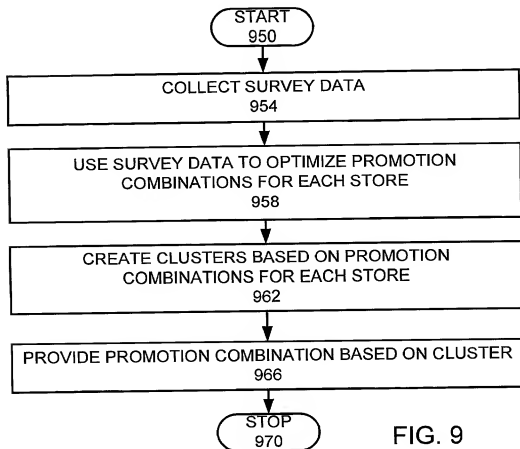 START
950
COLLECT SURVEY DATA
954
USE SURVEY DATA TO OPTIMIZE PROMOTION
COMBINATIONS FOR EACH STORE
958
CREATE CLUSTERS BASED ON PROMOTION
COMBINATIONS FOR EACH STORE
962
PROVIDE PROMOTION COMBINATION BASED ON CLUSTER
966
STOP
970
FIG. 9